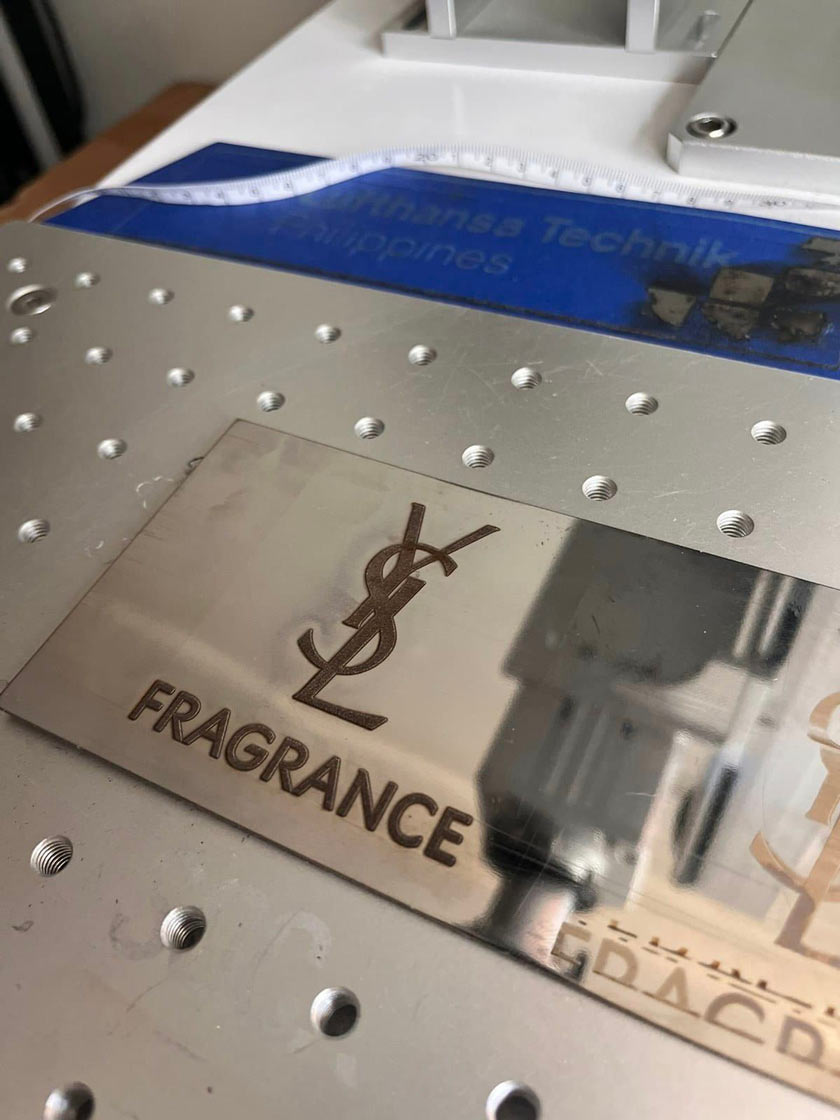 Lufthansa Technik
Philippines
YSL
FRAGRANCE